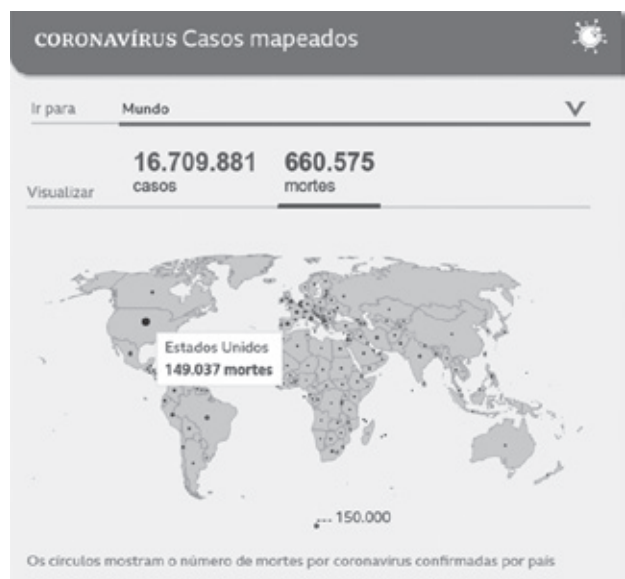 CORONAVÍRUS Casos mapeados
Ir para Mundo
16.709.881 660.575
Visualizar casos mortes
Estados Unidos
149.037 mortes
150.000
Os círculos mostram o número de mortes por coronavirus confirmadas por país